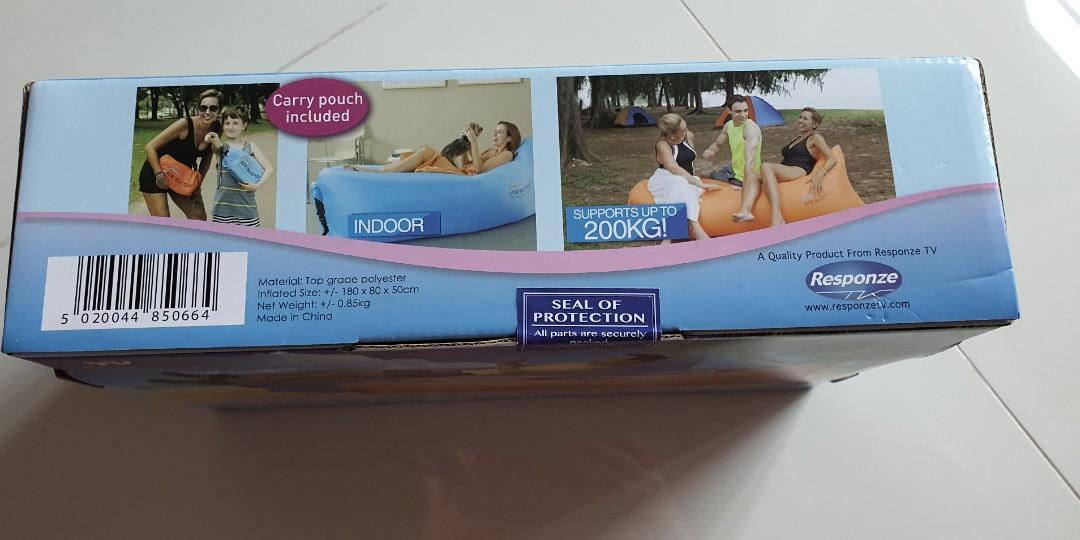 Carry pouch
included
INDOOR
SUPPORTS UP TO
200KG!
A Quality Product From Responze TV
Responze
TV
www.responzetv.com
Material: Top grade polyester
Inflated Size: +/- 180 x 80 x 50cm
Net Weight: +/- 0.85kg
Made in China
5 020044 850664
SEAL OF
PROTECTION
All parts are securely
packed